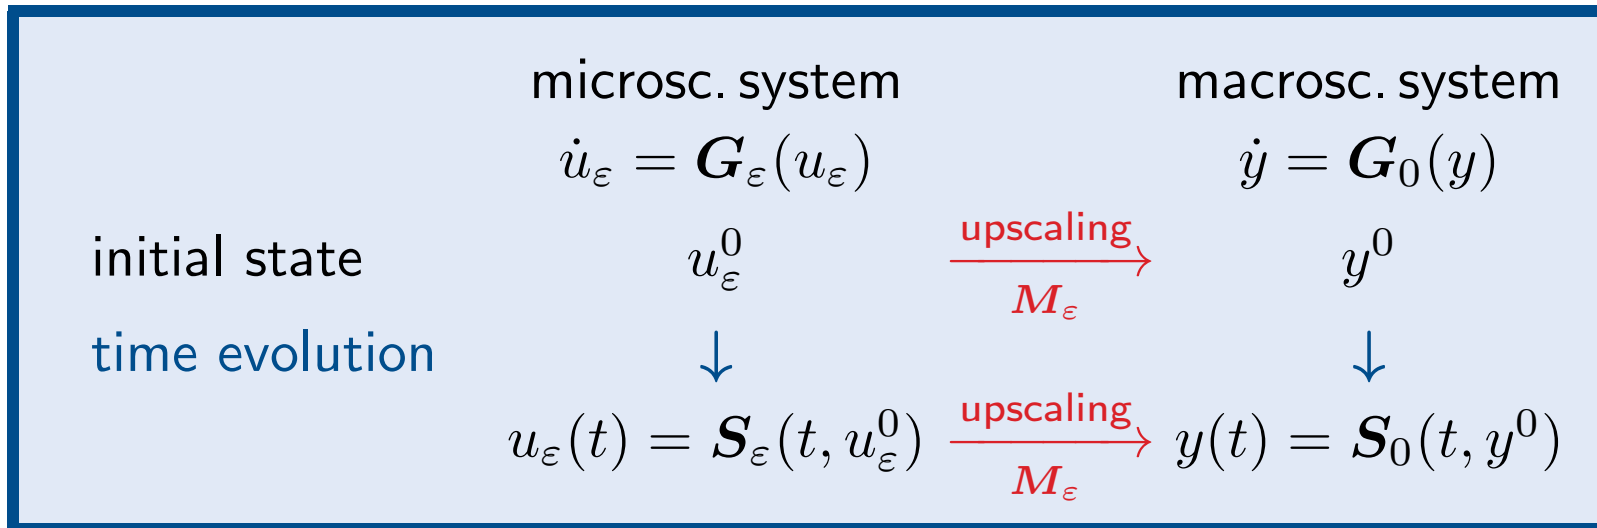 microsc. system macrosc. system
u̇_ε = G_ε(u_ε) ẏ = G_0(y)
upscaling
initial state u_ε^0 ⟶ y^0
M_ε
time evolution ↓ ↓
upscaling
u_ε(t) = S_ε(t, u_ε^0) ⟶ y(t) = S_0(t, y^0)
M_ε